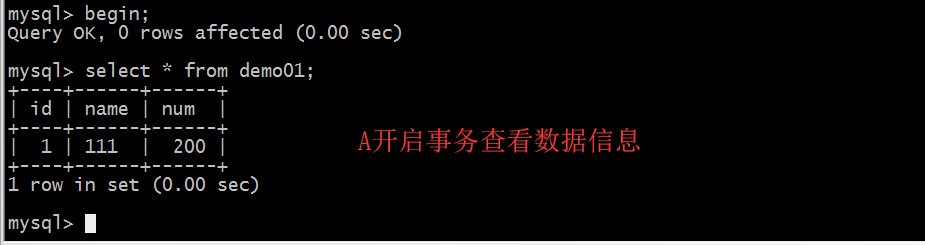 mysql> begin;
Query OK, 0 rows affected (0.00 sec)
mysql> select * from demo01;
+----+------+------+
| id | name | num  |
+----+------+------+
|  1 | 111  |  200 |
+----+------+------+
1 row in set (0.00 sec)
A开启事务查看数据信息
mysql>